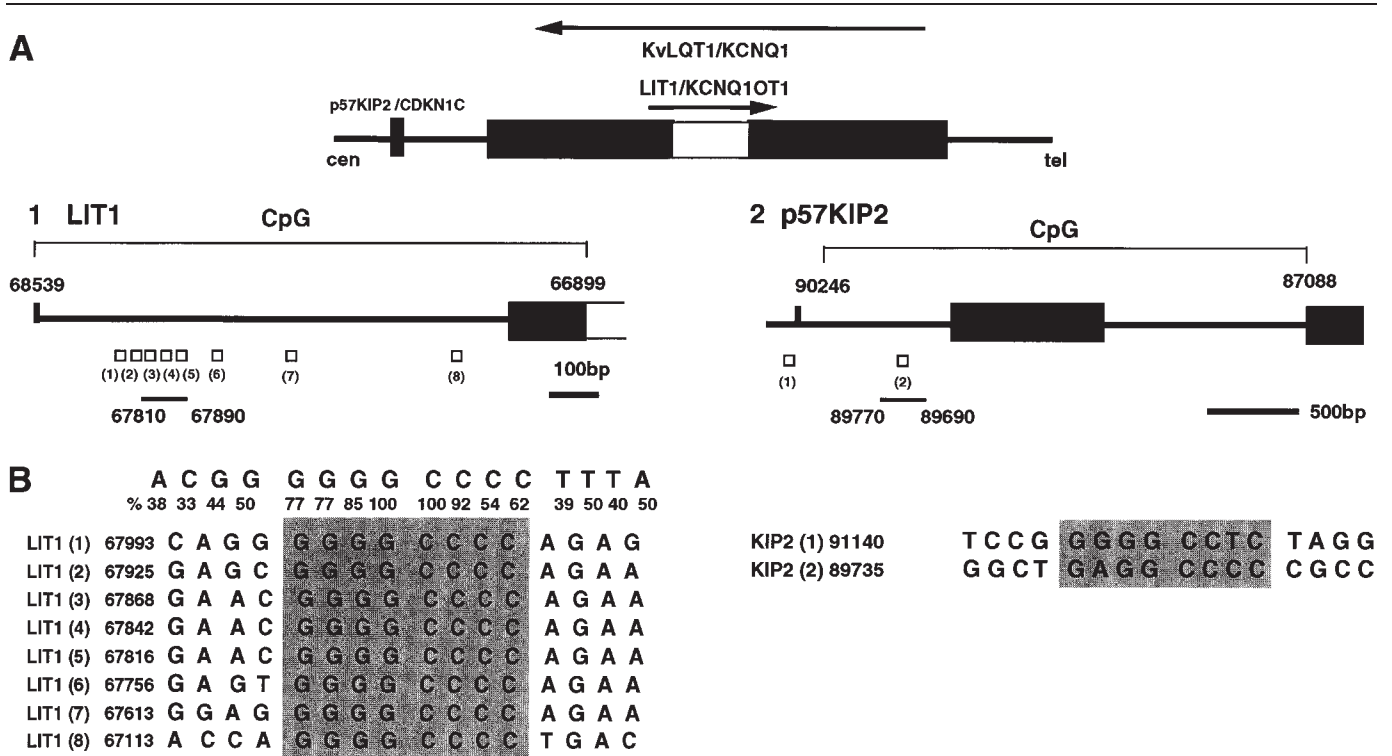 A
KvLQT1/KCNQ1
LIT1/KCNQ1OT1
p57KIP2 /CDKN1C
cen
tel
1 LIT1
CpG
68539
66899
(1) (2) (3) (4) (5) (6) (7) (8)
100bp
67810 67890
2 p57KIP2
CpG
90246
87088
(1) (2)
89770 89690
500bp
B
A C G G G G G G C C C C T T T A
% 38 33 44 50 77 77 85 100 100 92 54 62 39 50 40 50
LIT1 (1) 67993 C A G G G G G G C C C C A G A G
LIT1 (2) 67925 G A G C G G G G C C C C A G A A
LIT1 (3) 67868 G A A C G G G G C C C C A G A A
LIT1 (4) 67842 G A A C G G G G C C C C A G A A
LIT1 (5) 67816 G A A C G G G G C C C C A G A A
LIT1 (6) 67756 G A G T G G G G C C C C A G A A
LIT1 (7) 67613 G G A G G G G G C C C C A G A A
LIT1 (8) 67113 A C C A G G G G C C C C T G A C
KIP2 (1) 91140 T C C G G G G G C C T C T A G G
KIP2 (2) 89735 G G C T G A G G C C C C C G C C